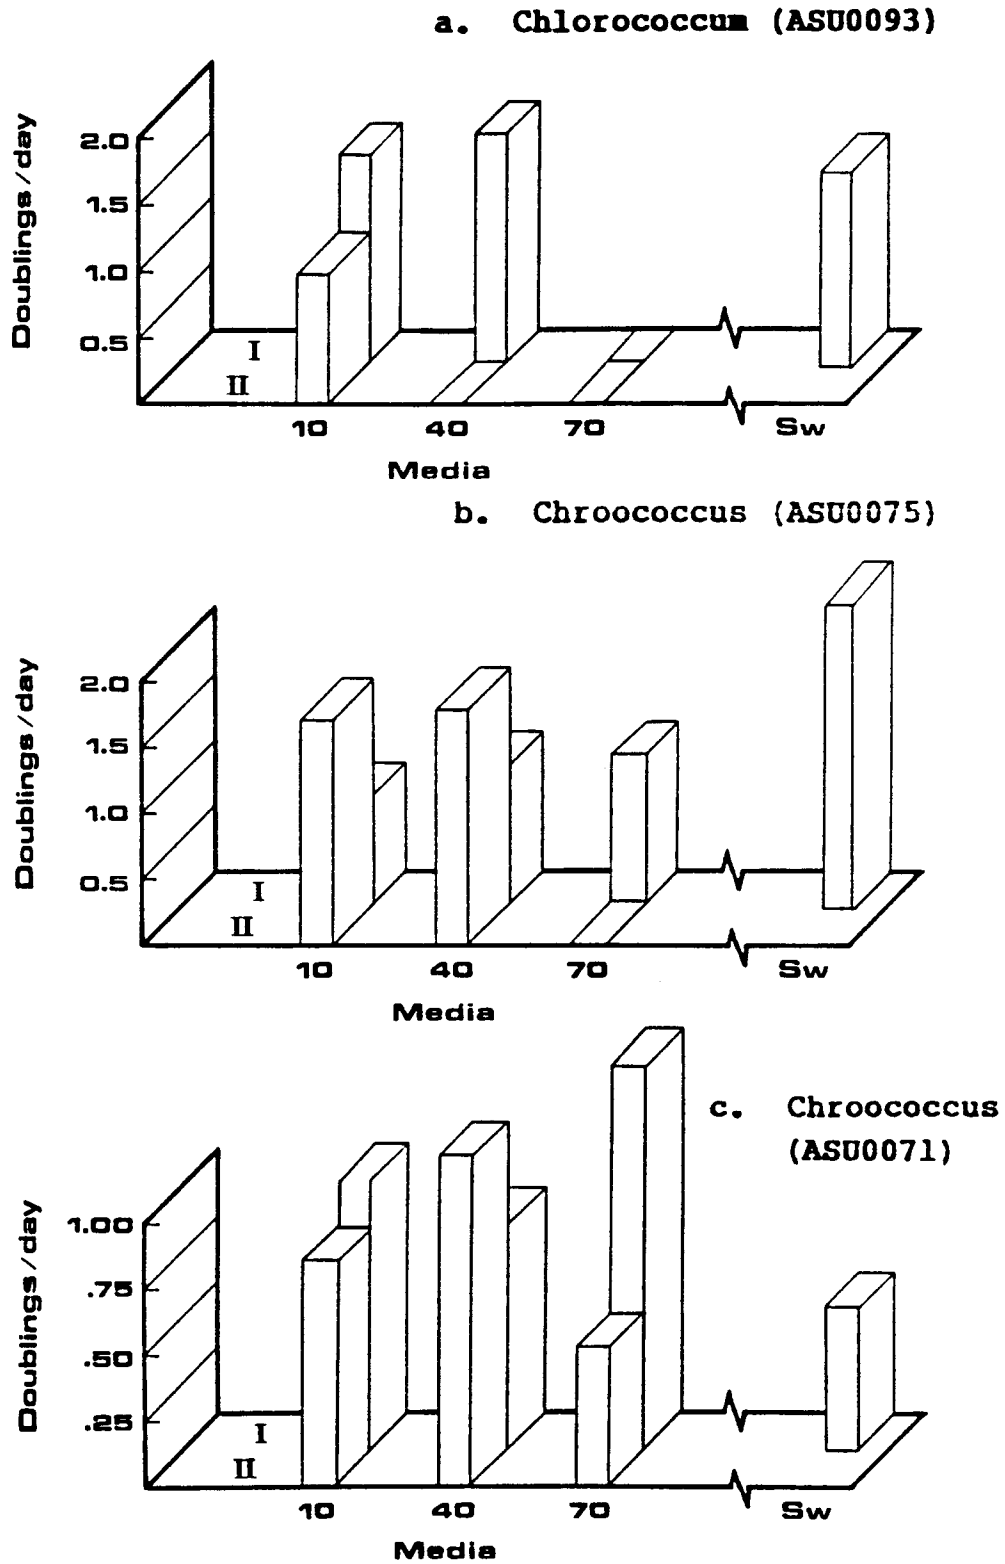 a. Chlorococcum (ASU0093)
Doublings/day
2.0
1.5
1.0
0.5
I
II
10 40 70 Sw
Media
b. Chroococcus (ASU0075)
Doublings/day
2.0
1.5
1.0
0.5
I
II
10 40 70 Sw
Media
c. Chroococcus
(ASU0071)
Doublings/day
1.00
.75
.50
.25
I
II
10 40 70 Sw
Media